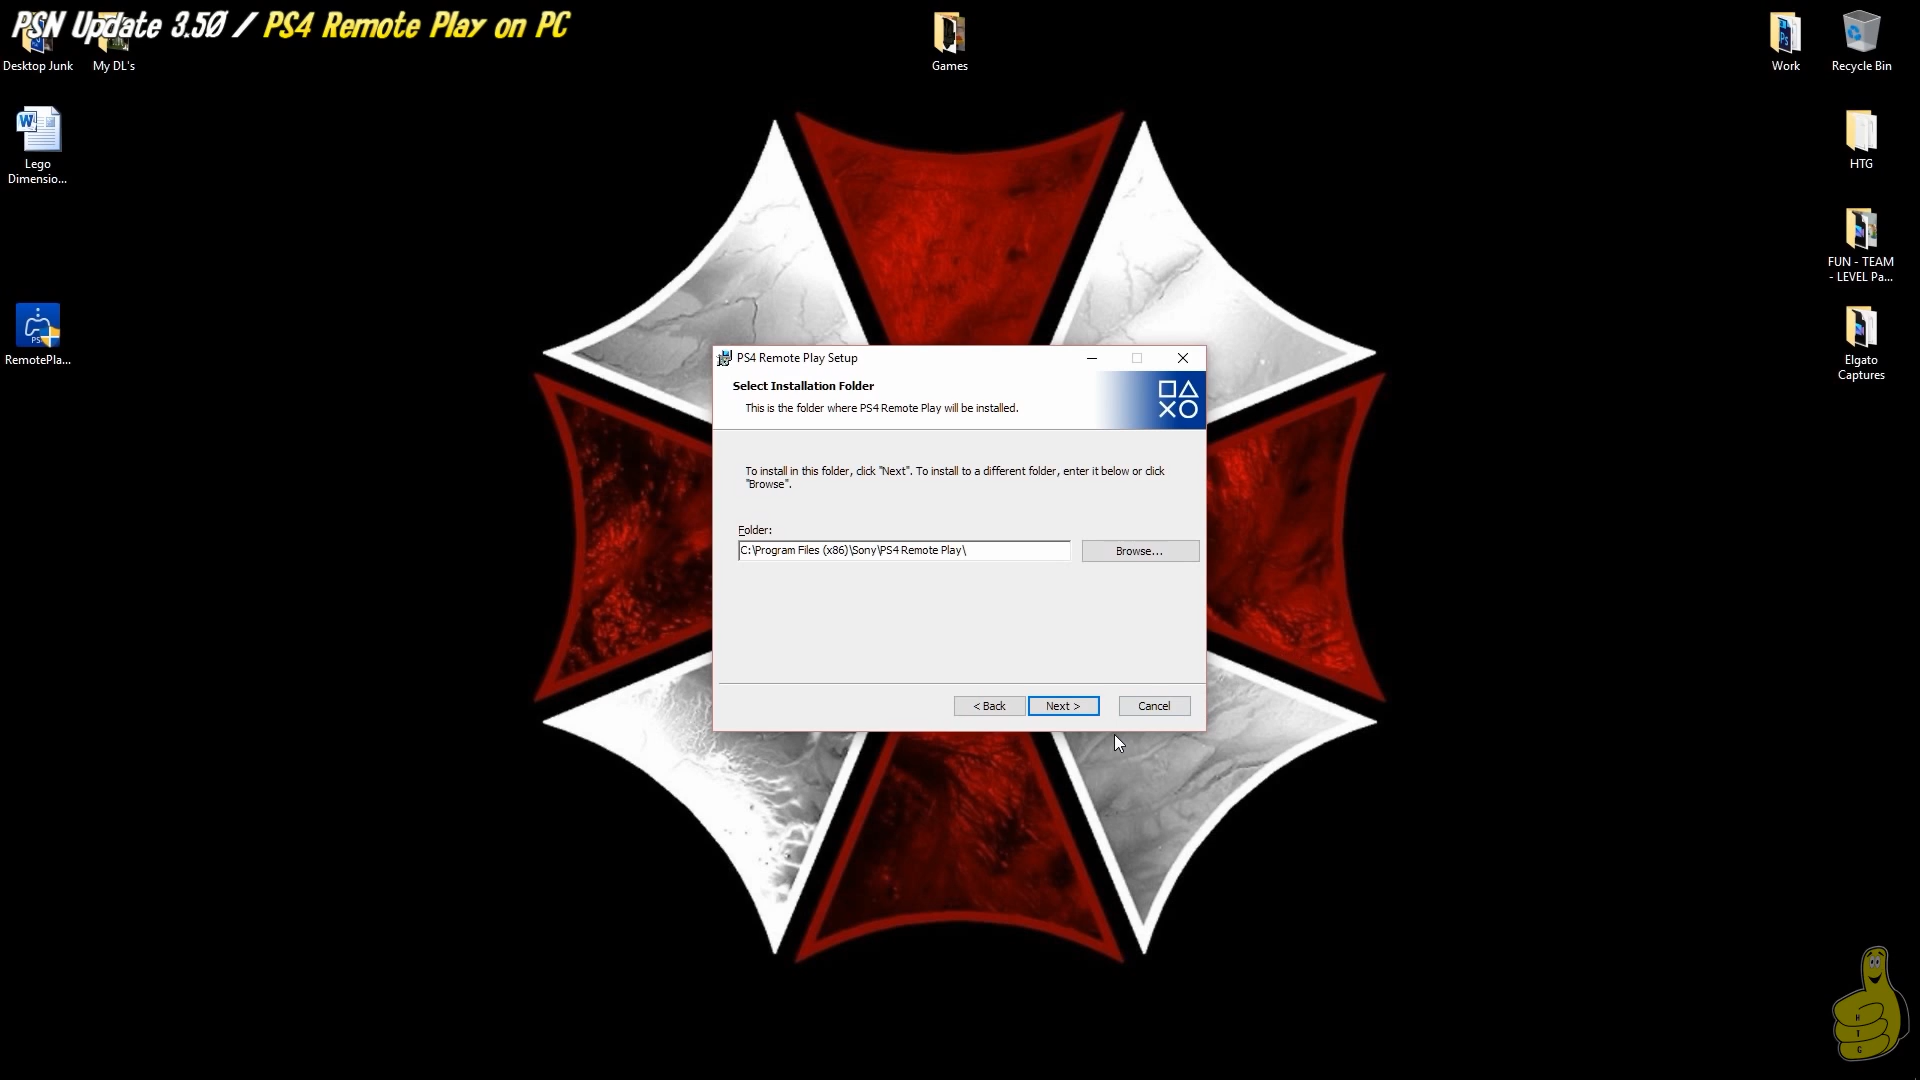 PSN Update 3.50 / PS4 Remote Play on PC
Desktop Junk
My DL's
Games
Work
Recycle Bin
Lego
Dimensio...
HTG
FUN - TEAM
- LEVEL Pa...
PS4
RemotePla...
Elgato
Captures
PS4 Remote Play Setup
Select Installation Folder
This is the folder where PS4 Remote Play will be installed.
To install in this folder, click "Next". To install to a different folder, enter it below or click
"Browse".
Folder:
C:\Program Files (x86)\Sony\PS4 Remote Play\
Browse...
< Back
Next >
Cancel
H
T
G